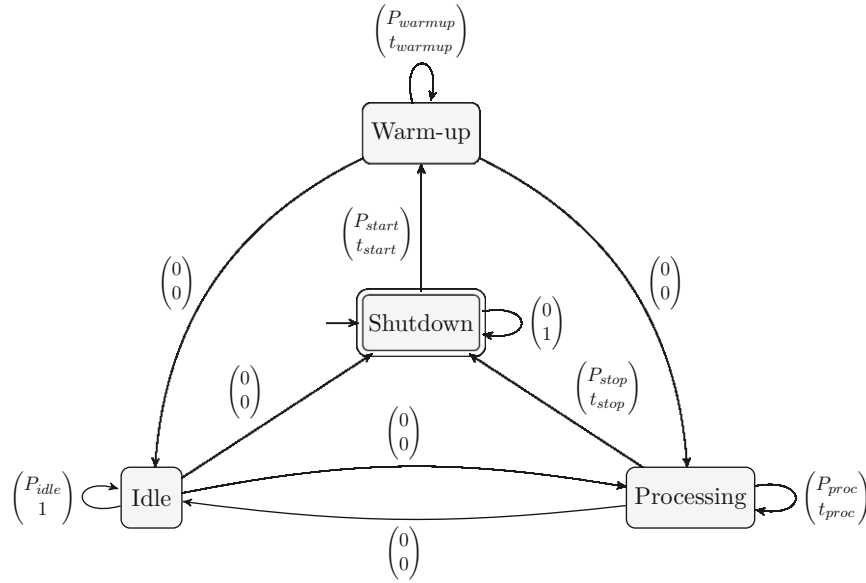 P_warmup
t_warmup
Warm-up
P_start
t_start
0
0
0
0
Shutdown
0
1
0
0
P_stop
t_stop
0
0
P_idle
1
Idle
Processing
P_proc
t_proc
0
0